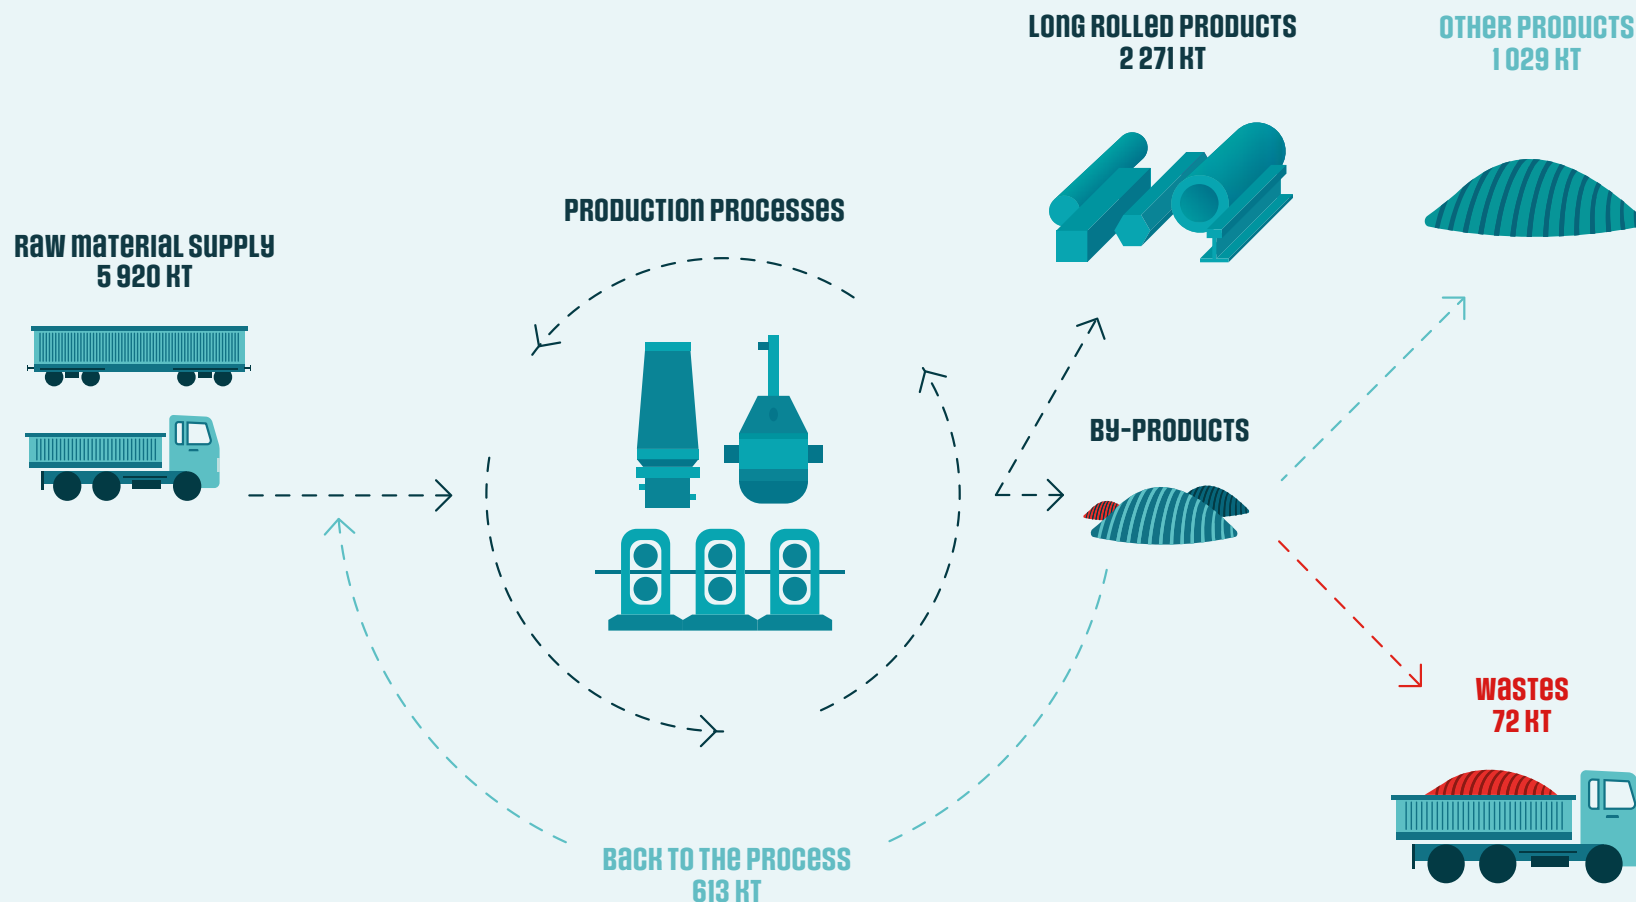 LONG ROLLED PRODUCTS
2 271 KT
OTHER PRODUCTS
1 029 KT
PRODUCTION PROCESSES
RAW MATERIAL SUPPLY
5 920 KT
BY-PRODUCTS
WASTES
72 KT
BACK TO THE PROCESS
613 KT